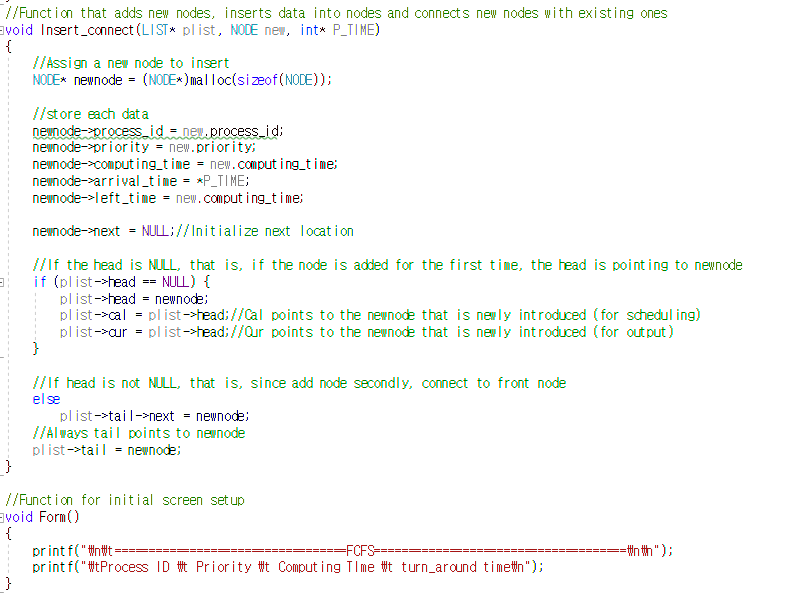 //Function that adds new nodes, inserts data into nodes and connects new nodes with existing ones
void Insert_connect(LIST* plist, NODE new, int* P_TIME)
{
//Assign a new node to insert
NODE* newnode = (NODE*)malloc(sizeof(NODE));
//store each data
newnode->process_id = new.process_id;
newnode->priority = new.priority;
newnode->computing_time = new.computing_time;
newnode->arrival_time = *P_TIME;
newnode->left_time = new.computing_time;
newnode->next = NULL;//Initialize next location
//If the head is NULL, that is, if the node is added for the first time, the head is pointing to newnode
if (plist->head == NULL) {
plist->head = newnode;
plist->cal = plist->head;//Cal points to the newnode that is newly introduced (for scheduling)
plist->cur = plist->head;//Cur points to the newnode that is newly introduced (for output)
}
//If head is not NULL, that is, since add node secondly, connect to front node
else
plist->tail->next = newnode;
//Always tail points to newnode
plist->tail = newnode;
}
//Function for initial screen setup
void Form()
{
printf("₩n₩t==================================FCFS=====================================₩n₩n");
printf("₩tProcess ID ₩t Priority ₩t Computing TIme ₩t turn_around time₩n");
}